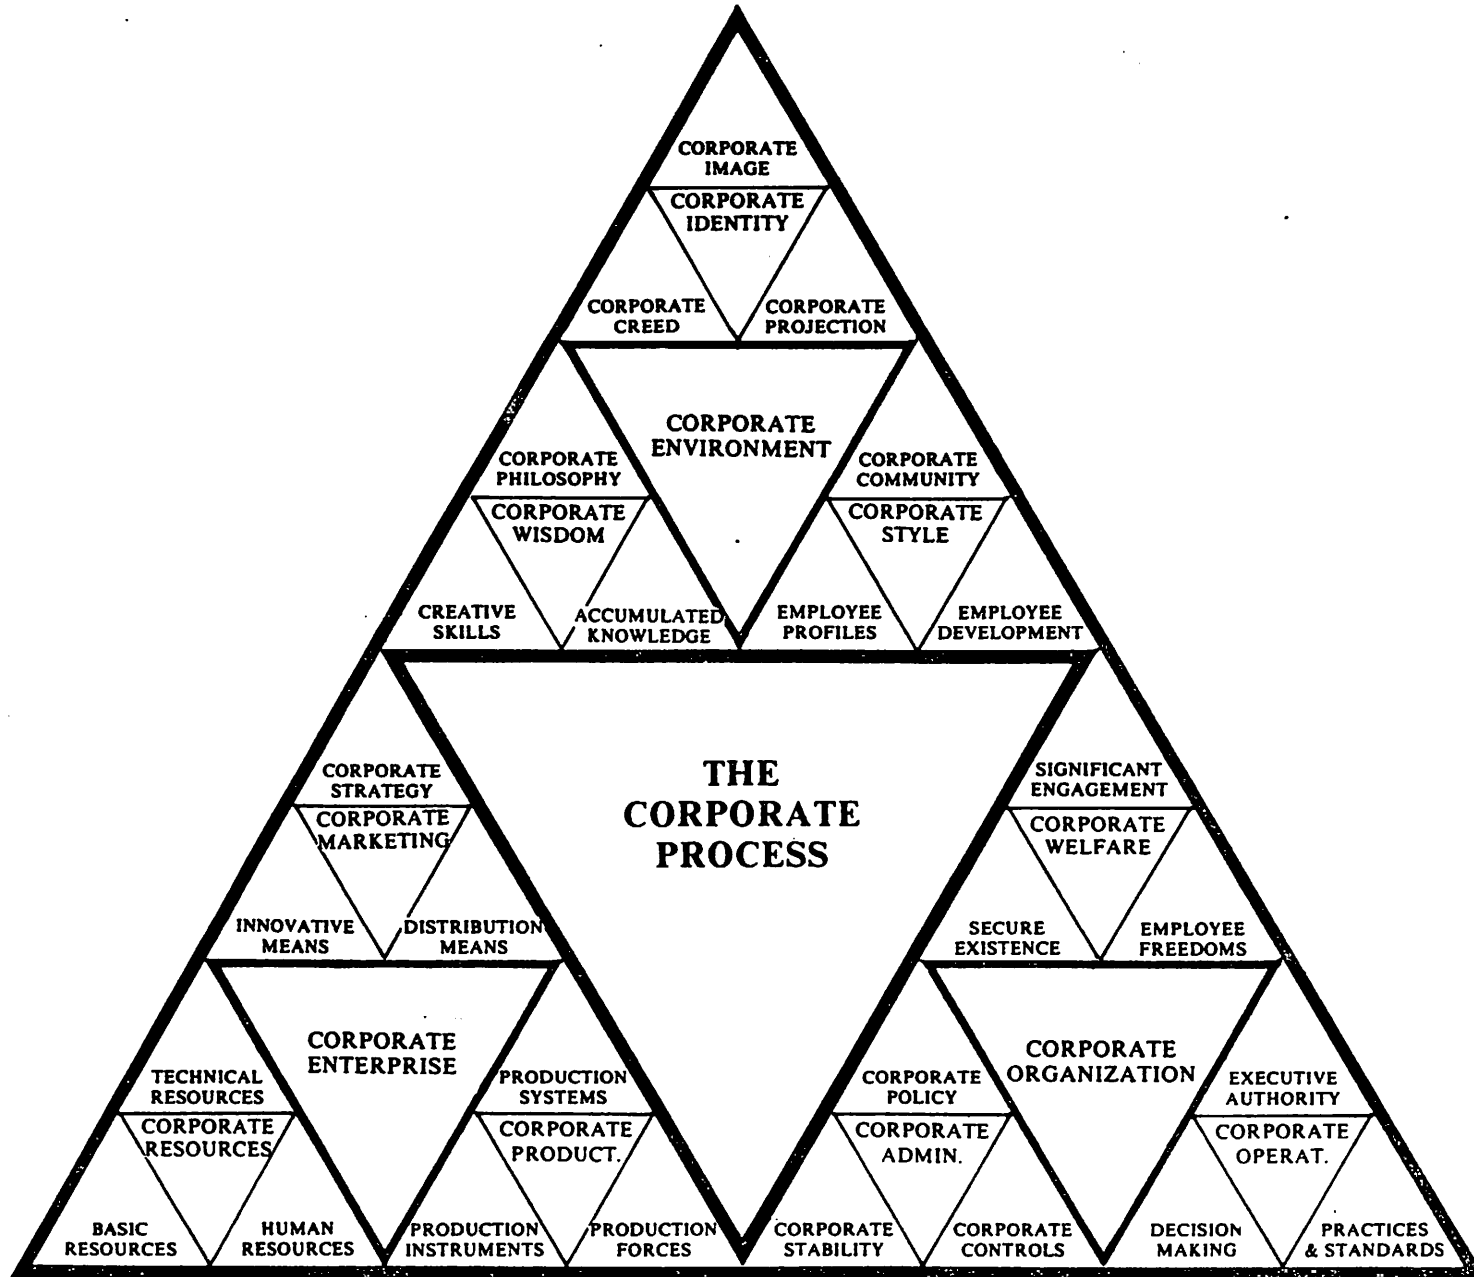 CORPORATE
IMAGE
CORPORATE
IDENTITY
CORPORATE
CREED
CORPORATE
PROJECTION
CORPORATE
ENVIRONMENT
CORPORATE
PHILOSOPHY
CORPORATE
COMMUNITY
CORPORATE
WISDOM
CORPORATE
STYLE
CREATIVE
SKILLS
ACCUMULATED
KNOWLEDGE
EMPLOYEE
PROFILES
EMPLOYEE
DEVELOPMENT
THE
CORPORATE
PROCESS
CORPORATE
STRATEGY
SIGNIFICANT
ENGAGEMENT
CORPORATE
MARKETING
CORPORATE
WELFARE
INNOVATIVE
MEANS
DISTRIBUTION
MEANS
SECURE
EXISTENCE
EMPLOYEE
FREEDOMS
CORPORATE
ENTERPRISE
CORPORATE
ORGANIZATION
TECHNICAL
RESOURCES
PRODUCTION
SYSTEMS
CORPORATE
POLICY
EXECUTIVE
AUTHORITY
CORPORATE
RESOURCES
CORPORATE
PRODUCT.
CORPORATE
ADMIN.
CORPORATE
OPERAT.
BASIC
RESOURCES
HUMAN
RESOURCES
PRODUCTION
INSTRUMENTS
PRODUCTION
FORCES
CORPORATE
STABILITY
CORPORATE
CONTROLS
DECISION
MAKING
PRACTICES
& STANDARDS